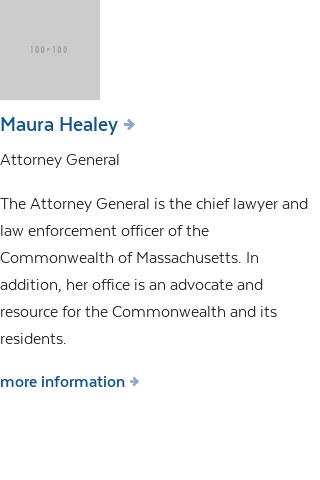 100×100
Maura Healey
Attorney General
The Attorney General is the chief lawyer and
law enforcement officer of the
Commonwealth of Massachusetts. In
addition, her office is an advocate and
resource for the Commonwealth and its
residents.
more information